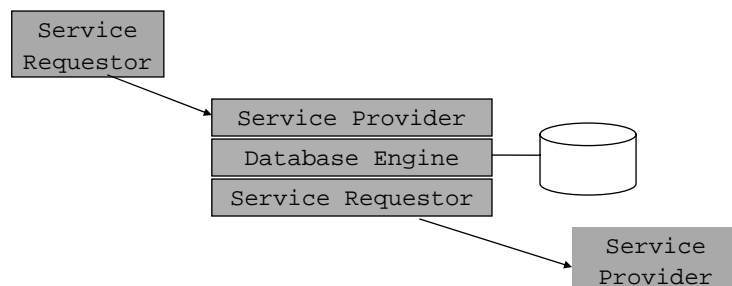 Service
Requestor
Service Provider
Database Engine
Service Requestor
Service
Provider